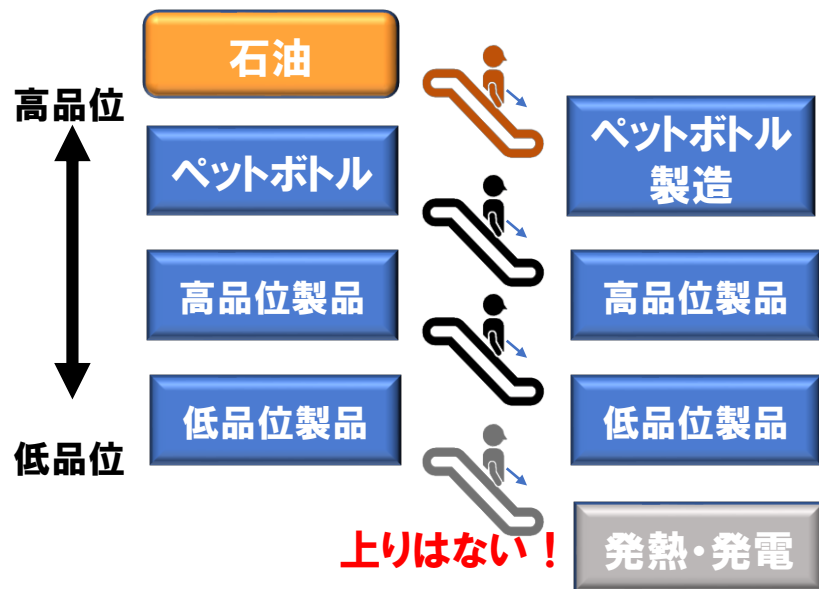 石油
高品位
ペットボトル
ペットボトル
製造
高品位製品
高品位製品
低品位製品
低品位製品
低品位
上りはない！
発熱・発電